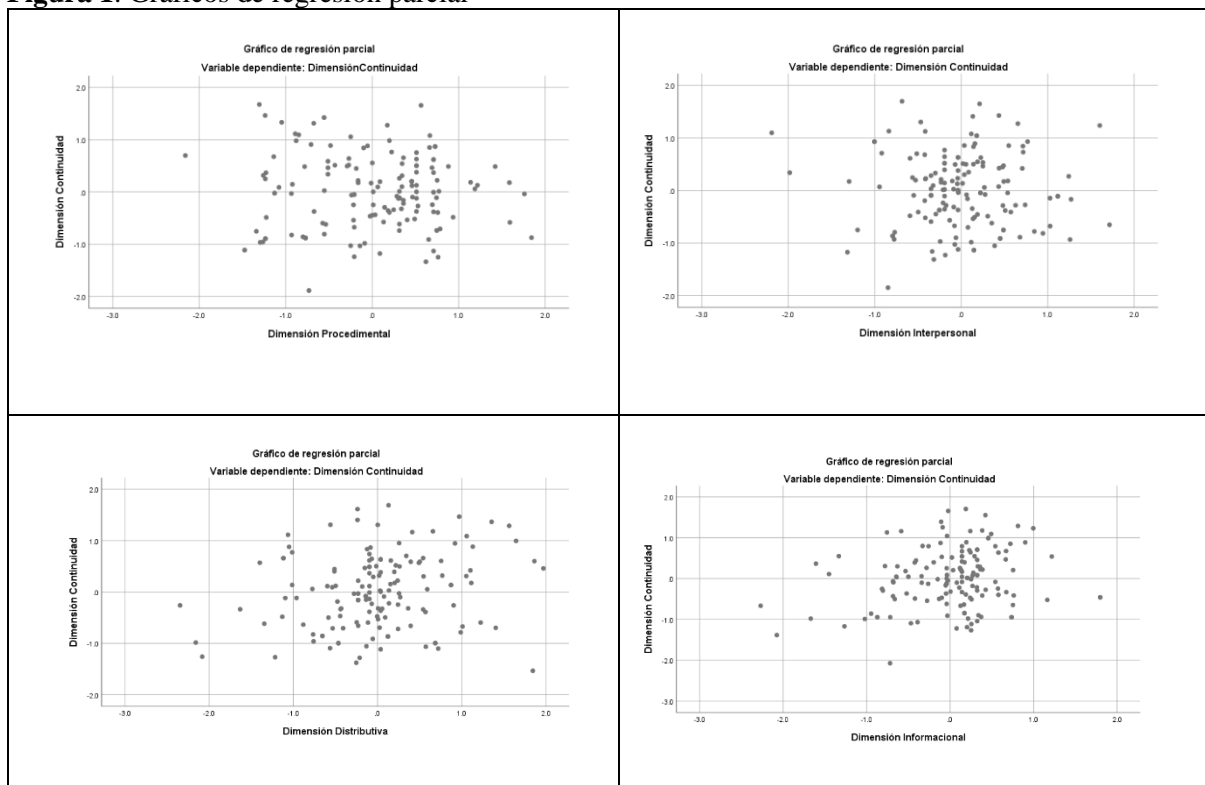 Figura 1. Gráficos de regresión parcial
Gráfico de regresión parcial
Variable dependiente: DimensiónContinuidad
Dimensión Continuidad
2.0
1.0
.0
-1.0
-2.0
-3.0
-2.0
-1.0
.0
1.0
2.0
Dimensión Procedimental
Gráfico de regresión parcial
Variable dependiente: Dimensión Continuidad
Dimensión Continuidad
2.0
1.0
.0
-1.0
-2.0
-3.0
-2.0
-1.0
.0
1.0
2.0
Dimensión Interpersonal
Gráfico de regresión parcial
Variable dependiente: Dimensión Continuidad
Dimensión Continuidad
2.0
1.0
.0
-1.0
-2.0
-3.0
-2.0
-1.0
.0
1.0
2.0
Dimensión Distributiva
Gráfico de regresión parcial
Variable dependiente: Dimensión Continuidad
Dimensión Continuidad
2.0
1.0
.0
-1.0
-2.0
-3.0
-3.0
-2.0
-1.0
.0
1.0
2.0
Dimensión Informacional